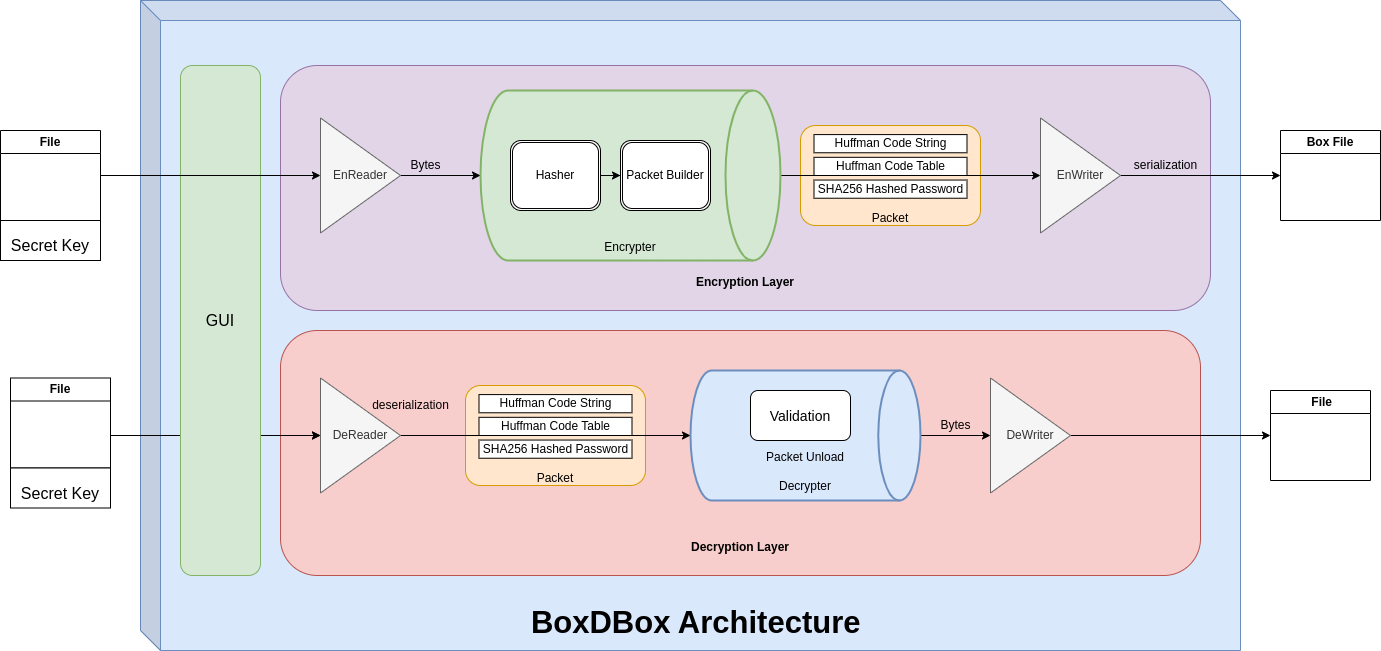 File
Secret Key
GUI
EnReader
Bytes
Hasher
Packet Builder
Encrypter
Huffman Code String
Huffman Code Table
SHA256 Hashed Password
Packet
EnWriter
serialization
Box File
Encryption Layer
File
Secret Key
DeReader
deserialization
Huffman Code String
Huffman Code Table
SHA256 Hashed Password
Packet
Validation
Packet Unload
Decrypter
Bytes
DeWriter
File
Decryption Layer
BoxDBox Architecture